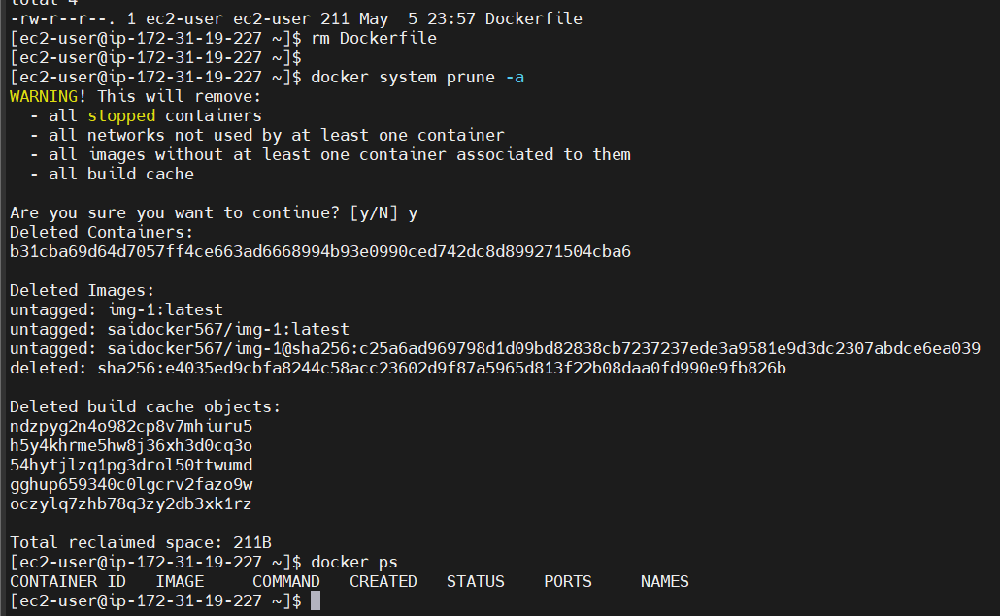 total 4
-rw-r--r--. 1 ec2-user ec2-user 211 May  5 23:57 Dockerfile
[ec2-user@ip-172-31-19-227 ~]$ rm Dockerfile
[ec2-user@ip-172-31-19-227 ~]$
[ec2-user@ip-172-31-19-227 ~]$ docker system prune -a
WARNING! This will remove:
  - all stopped containers
  - all networks not used by at least one container
  - all images without at least one container associated to them
  - all build cache

Are you sure you want to continue? [y/N] y
Deleted Containers:
b31cba69d64d7057ff4ce663ad6668994b93e0990ced742dc8d899271504cba6

Deleted Images:
untagged: img-1:latest
untagged: saidocker567/img-1:latest
untagged: saidocker567/img-1@sha256:c25a6ad969798d1d09bd82838cb7237237ede3a9581e9d3dc2307abdce6ea039
deleted: sha256:e4035ed9cbfa8244c58acc23602d9f87a5965d813f22b08daa0fd990e9fb826b

Deleted build cache objects:
ndzpyg2n4o982cp8v7mhiuru5
h5y4khrme5hw8j36xh3d0cq3o
54hytjlzq1pg3drol50ttwumd
gghup659340c0lgcrv2fazo9w
oczylq7zhb78q3zy2db3xk1rz

Total reclaimed space: 211B
[ec2-user@ip-172-31-19-227 ~]$ docker ps
CONTAINER ID   IMAGE     COMMAND   CREATED   STATUS    PORTS     NAMES
[ec2-user@ip-172-31-19-227 ~]$